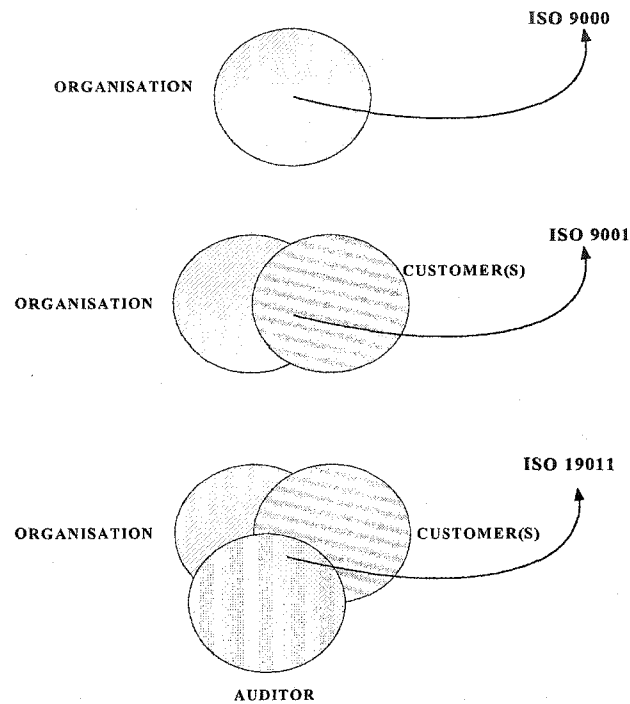 ISO 9000
ORGANISATION
ISO 9001
CUSTOMER(S)
ORGANISATION
ISO 19011
ORGANISATION
CUSTOMER(S)
AUDITOR